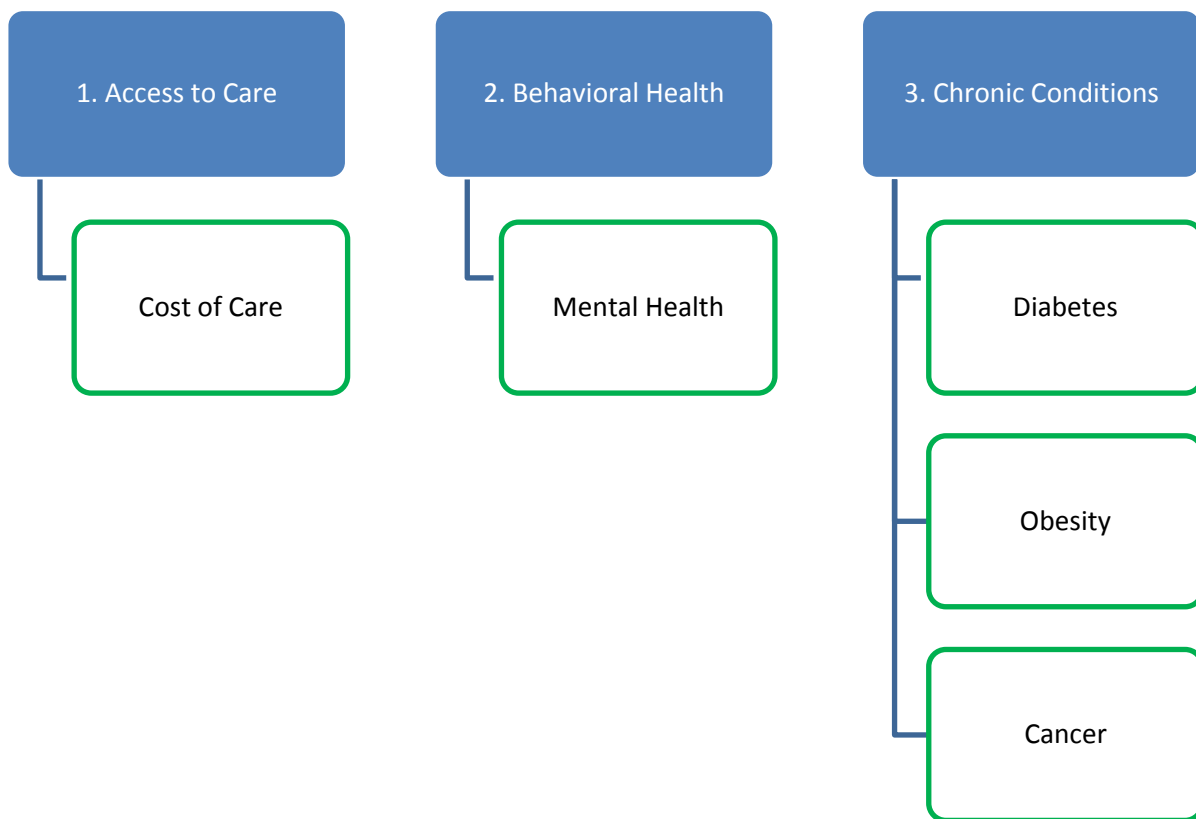 1. Access to Care
Cost of Care
2. Behavioral Health
Mental Health
3. Chronic Conditions
Diabetes
Obesity
Cancer